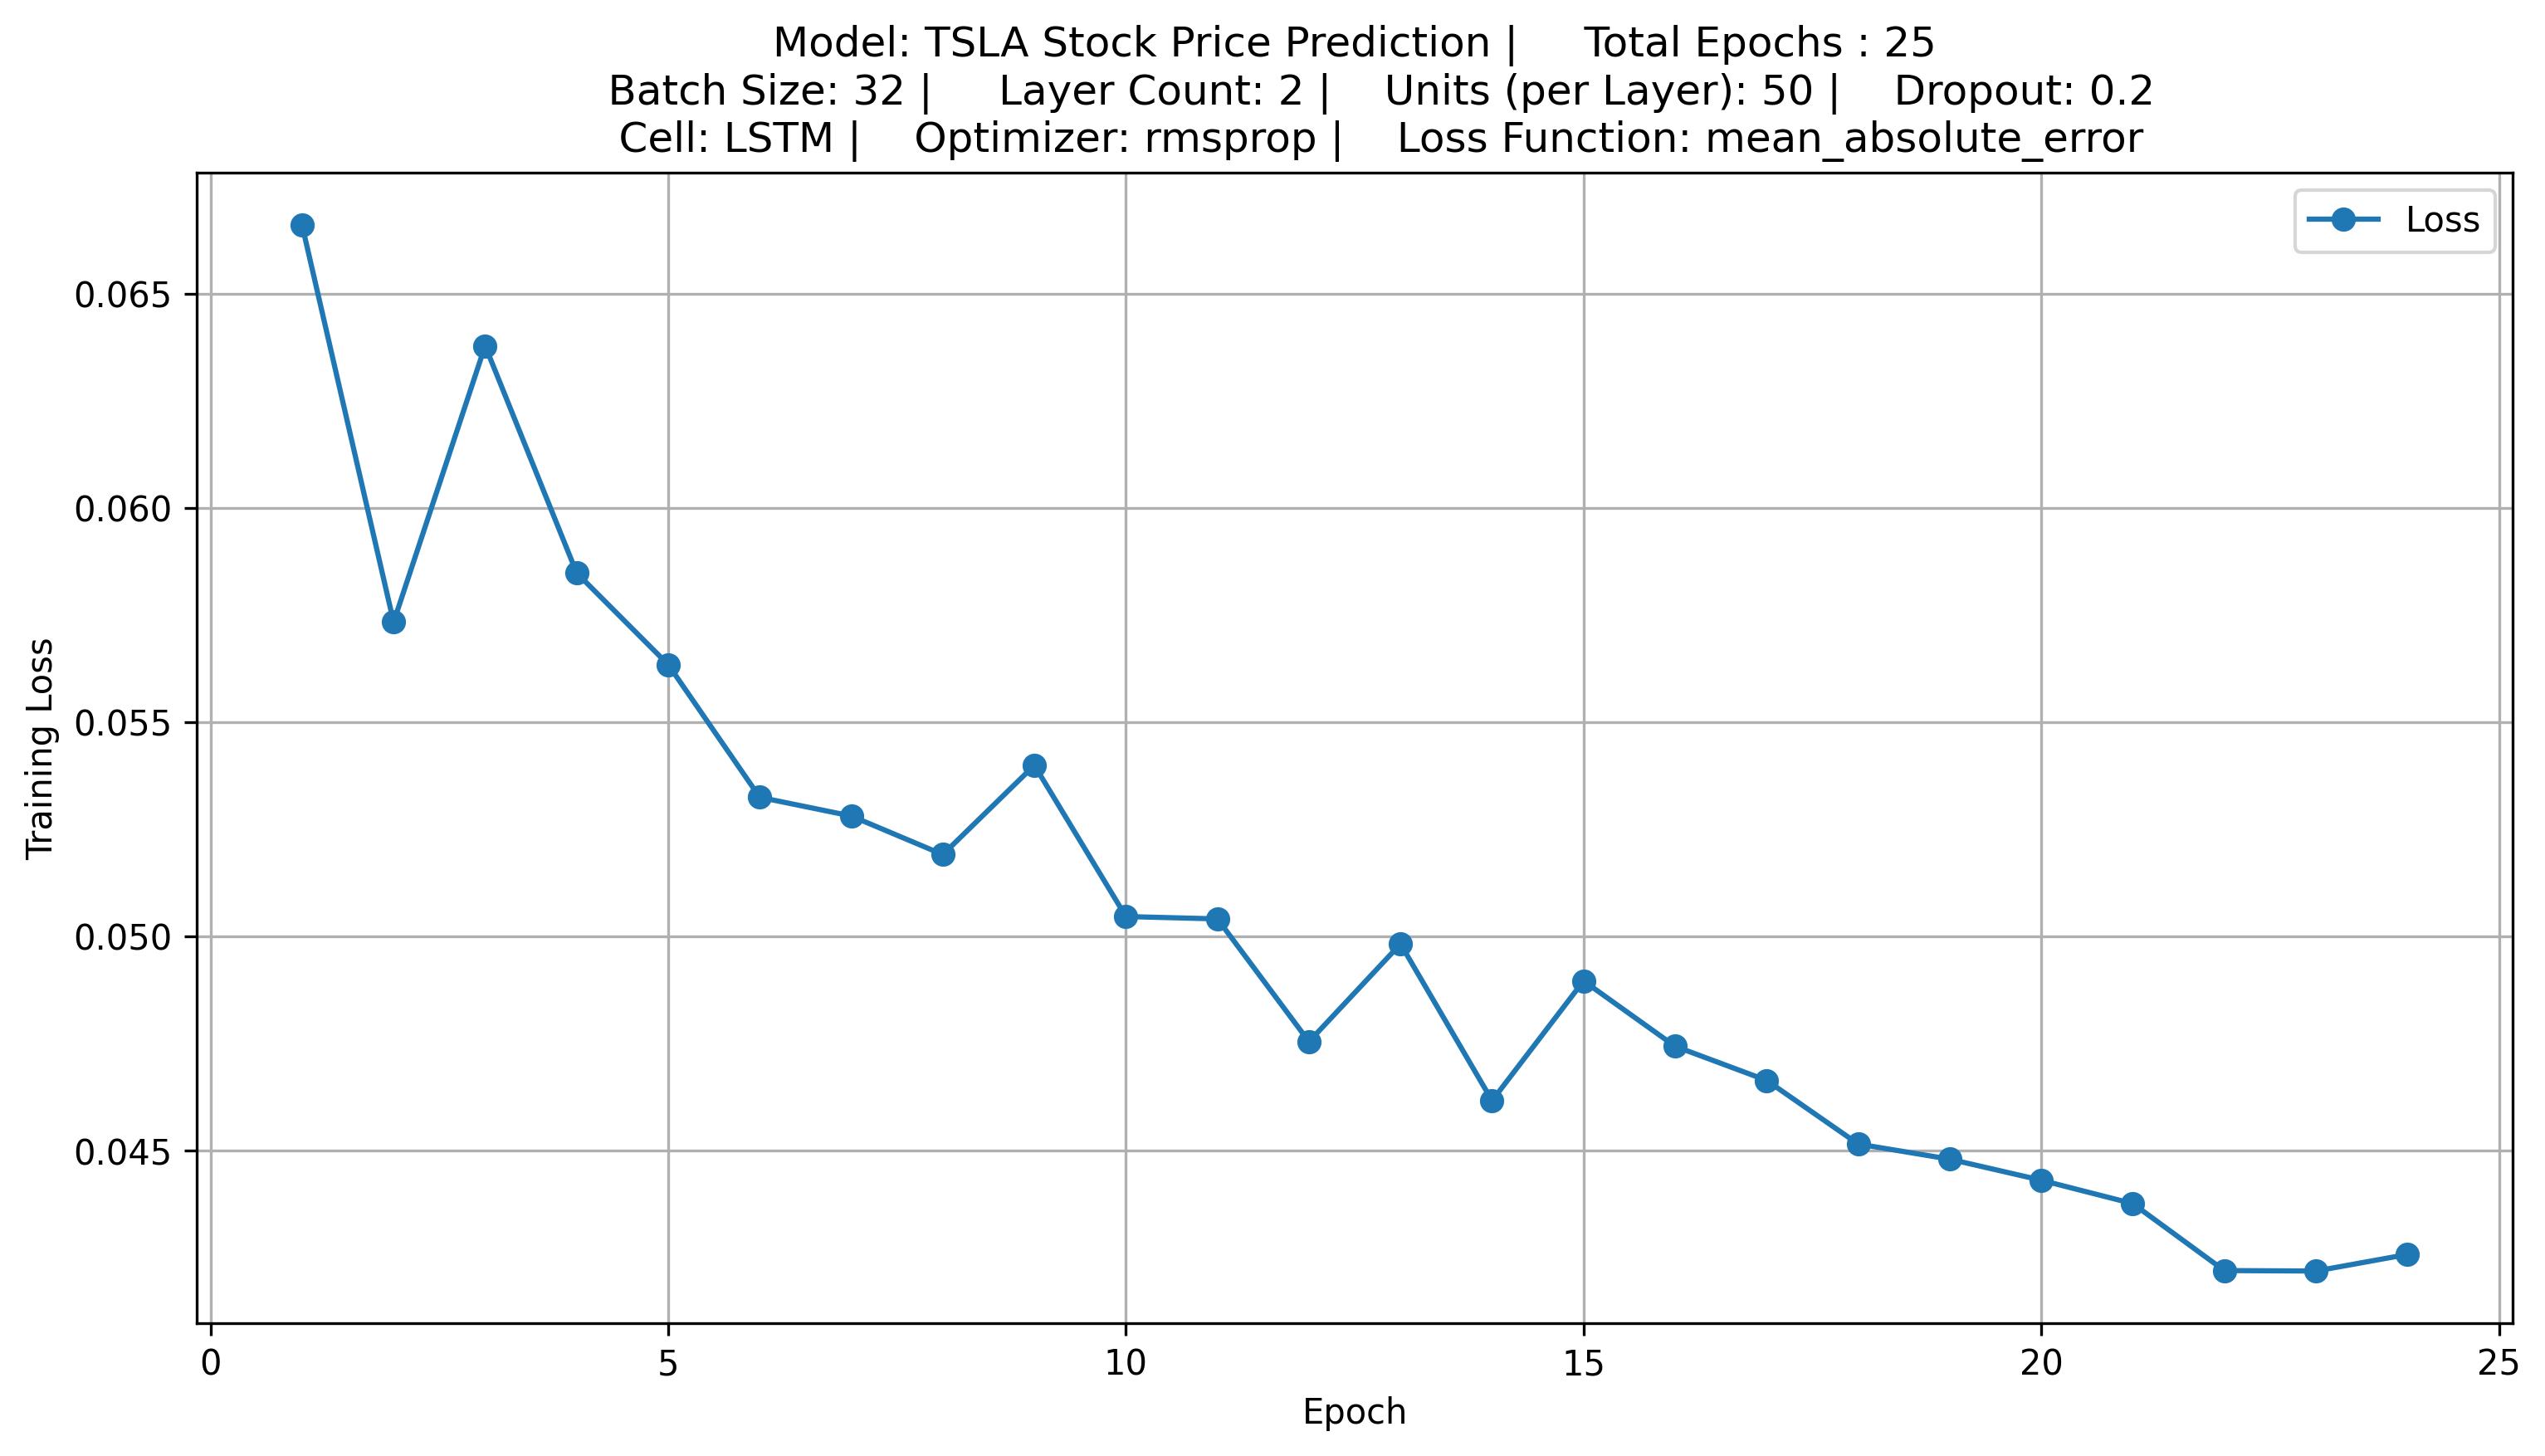 Model: TSLA Stock Price Prediction | Total Epochs : 25
Batch Size: 32 | Layer Count: 2 | Units (per Layer): 50 | Dropout: 0.2
Cell: LSTM | Optimizer: rmsprop | Loss Function: mean_absolute_error
Loss
0.065
0.060
0.055
0.050
0.045
Training Loss
0 5 10 15 20 25
Epoch